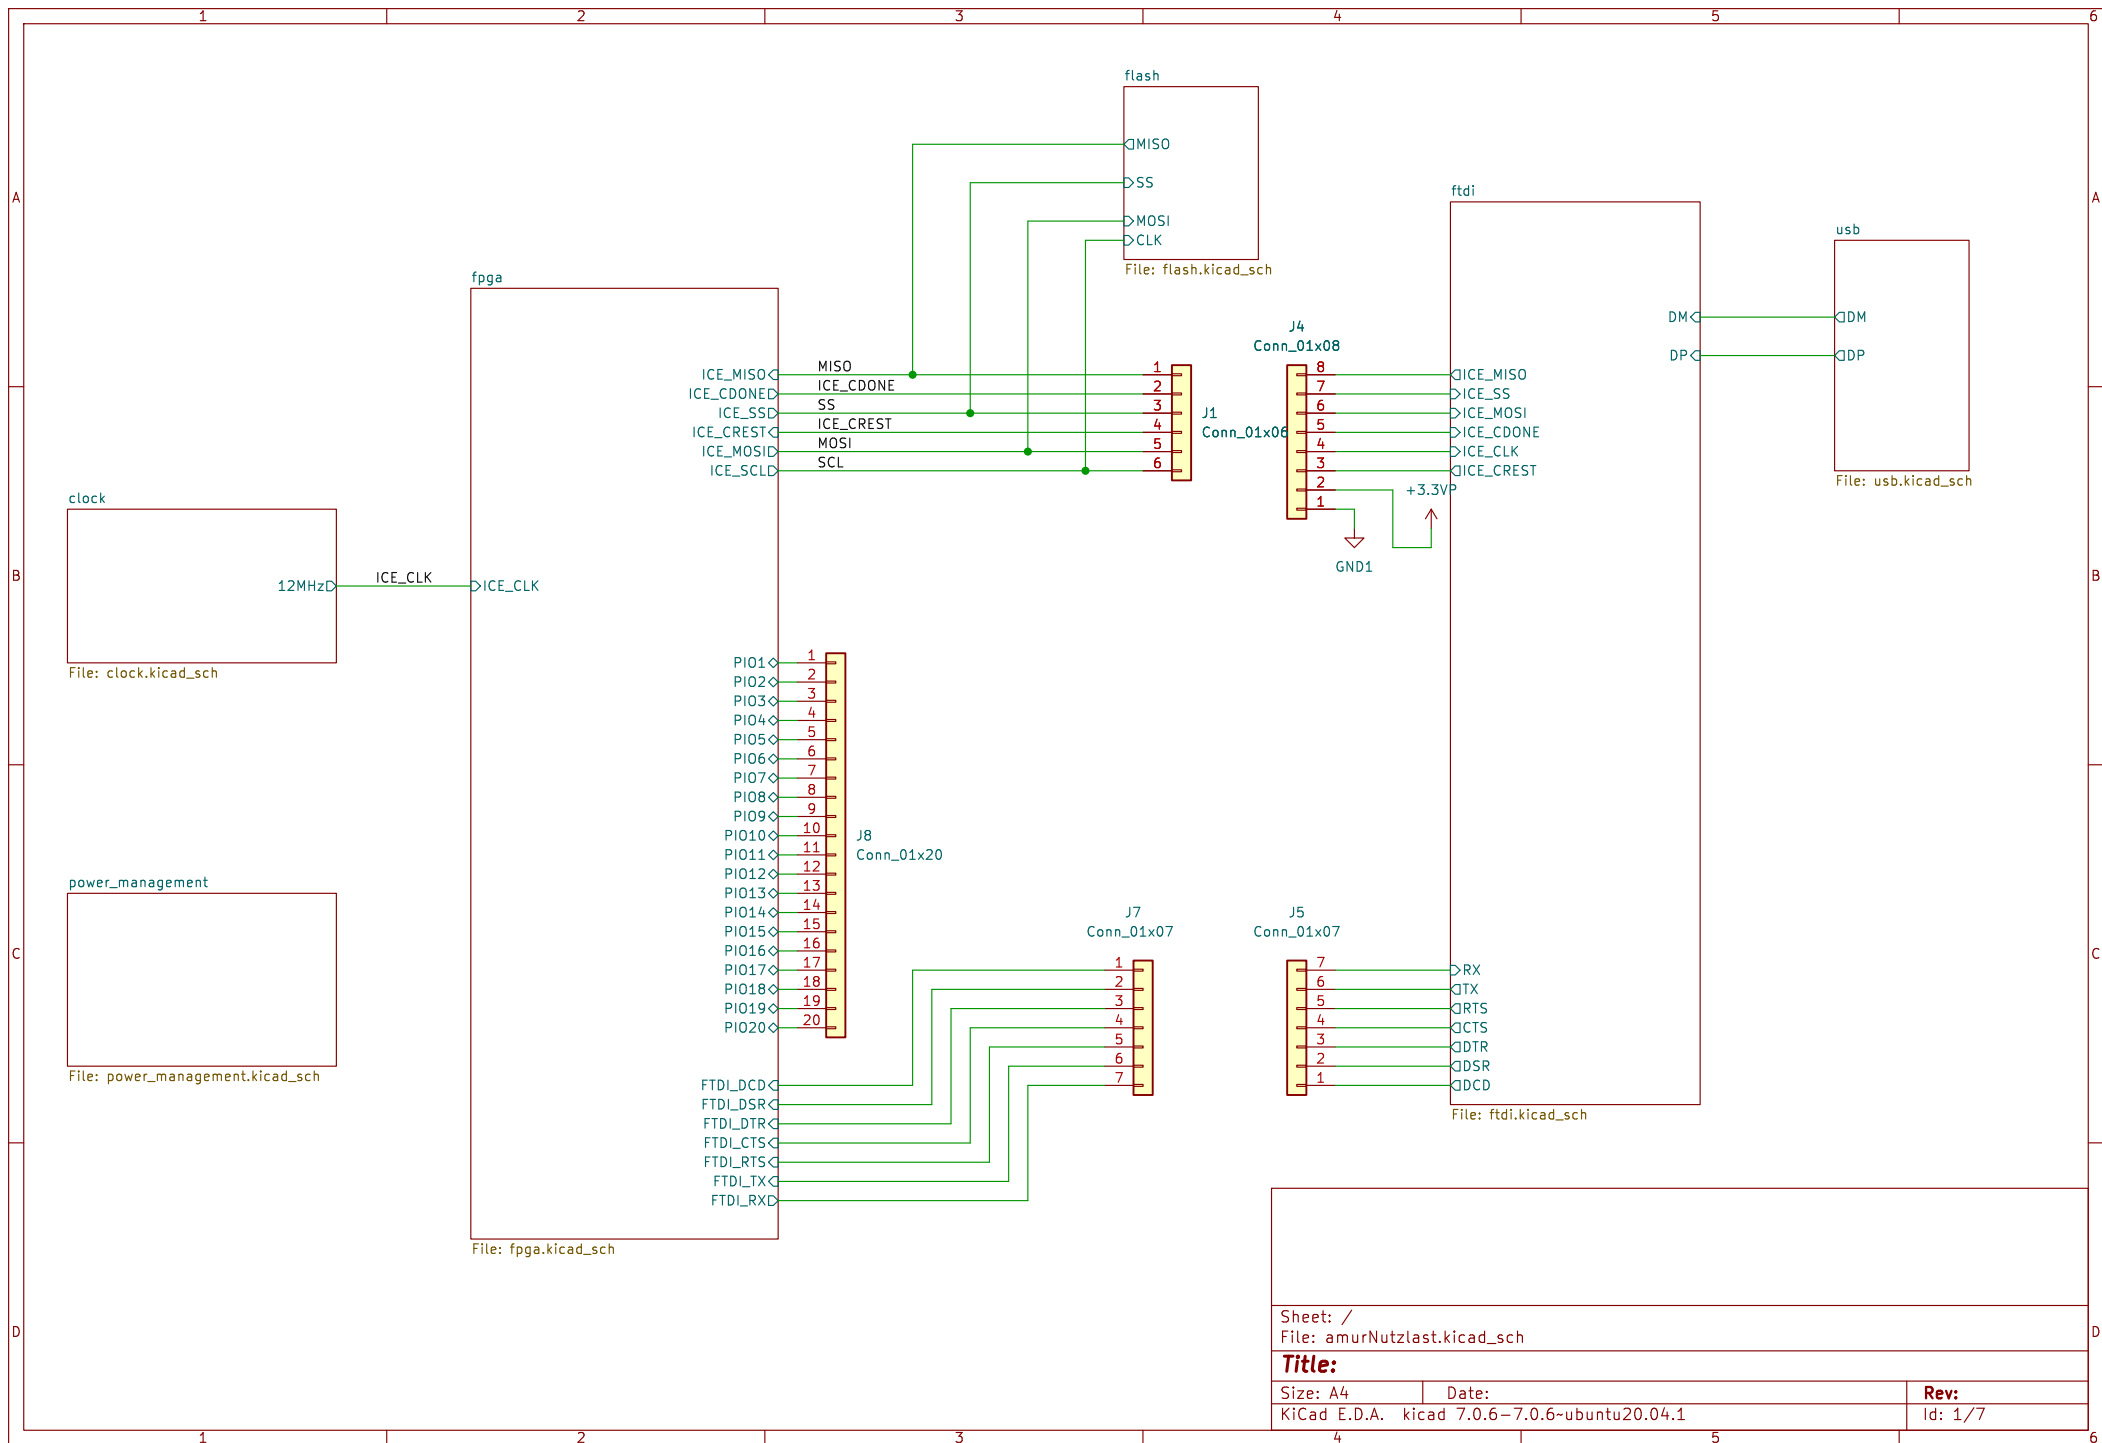 1 2 3 4 5 6
A
B
C
D
A
B
C
D
1 2 3 4 5 6
flash
MISO
SS
MOSI
CLK
File: flash.kicad_sch
ftdi
DM
DP
ICE_MISO
ICE_SS
ICE_MOSI
ICE_CDONE
ICE_CLK
ICE_CREST
RX
TX
RTS
CTS
DTR
DSR
DCD
File: ftdi.kicad_sch
usb
DM
DP
File: usb.kicad_sch
fpga
ICE_MISO
ICE_CDONE
ICE_SS
ICE_CREST
ICE_MOSI
ICE_SCL
ICE_CLK
PIO1
PIO2
PIO3
PIO4
PIO5
PIO6
PIO7
PIO8
PIO9
PIO10
PIO11
PIO12
PIO13
PIO14
PIO15
PIO16
PIO17
PIO18
PIO19
PIO20
FTDI_DCD
FTDI_DSR
FTDI_DTR
FTDI_CTS
FTDI_RTS
FTDI_TX
FTDI_RX
File: fpga.kicad_sch
MISO
ICE_CDONE
SS
ICE_CREST
MOSI
SCL
1
2
3
4
5
6
J1
Conn_01x06
J4
Conn_01x08
8
7
6
5
4
3
2
1
+3.3VP
GND1
clock
12MHz
File: clock.kicad_sch
ICE_CLK
1
2
3
4
5
6
7
8
9
10
11
12
13
14
15
16
17
18
19
20
J8
Conn_01x20
power_management
File: power_management.kicad_sch
J7
Conn_01x07
1
2
3
4
5
6
7
J5
Conn_01x07
7
6
5
4
3
2
1
Sheet: /
File: amurNutzlast.kicad_sch
Title:
Size: A4 Date: Rev:
KiCad E.D.A. kicad 7.0.6-7.0.6~ubuntu20.04.1 Id: 1/7